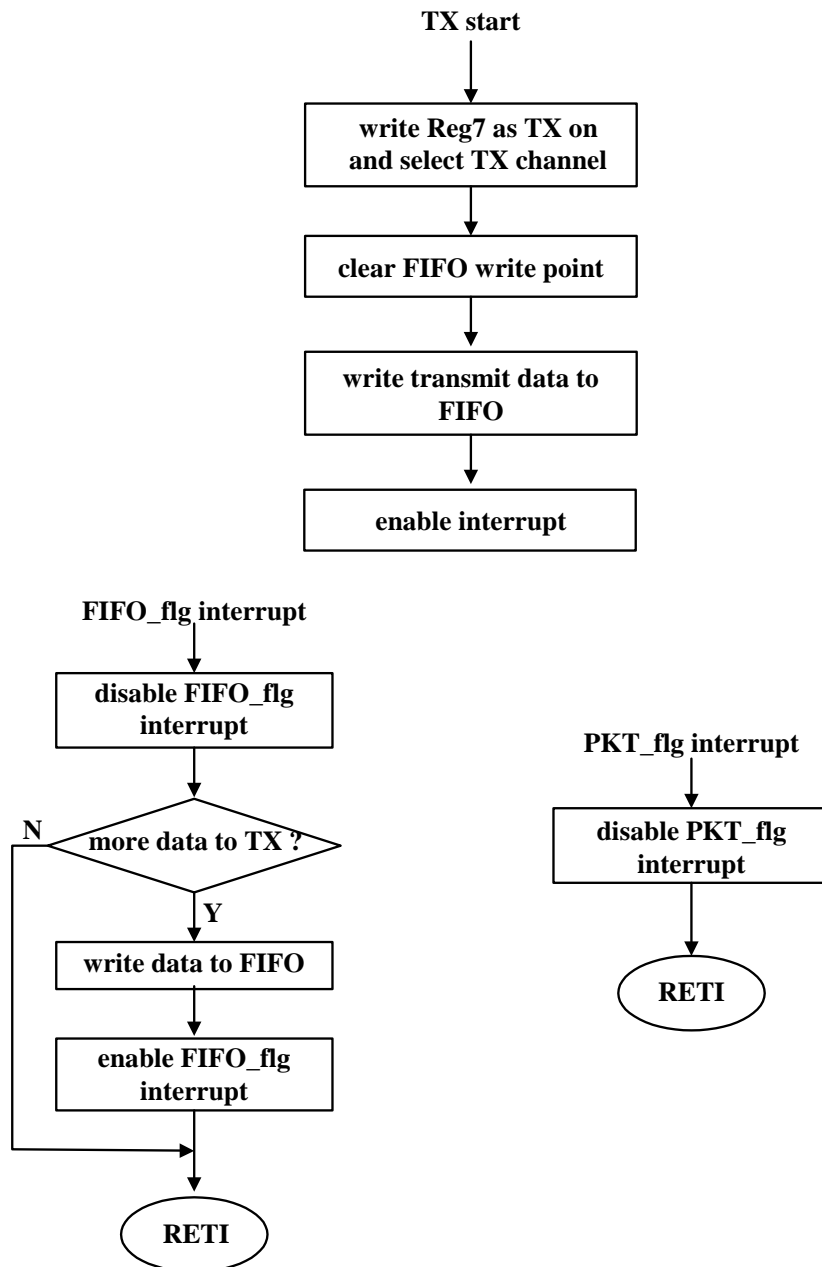 TX start
write Reg7 as TX on
and select TX channel
clear FIFO write point
write transmit data to
FIFO
enable interrupt
FIFO_flg interrupt
disable FIFO_flg
interrupt
N
more data to TX ?
Y
write data to FIFO
enable FIFO_flg
interrupt
RETI
PKT_flg interrupt
disable PKT_flg
interrupt
RETI